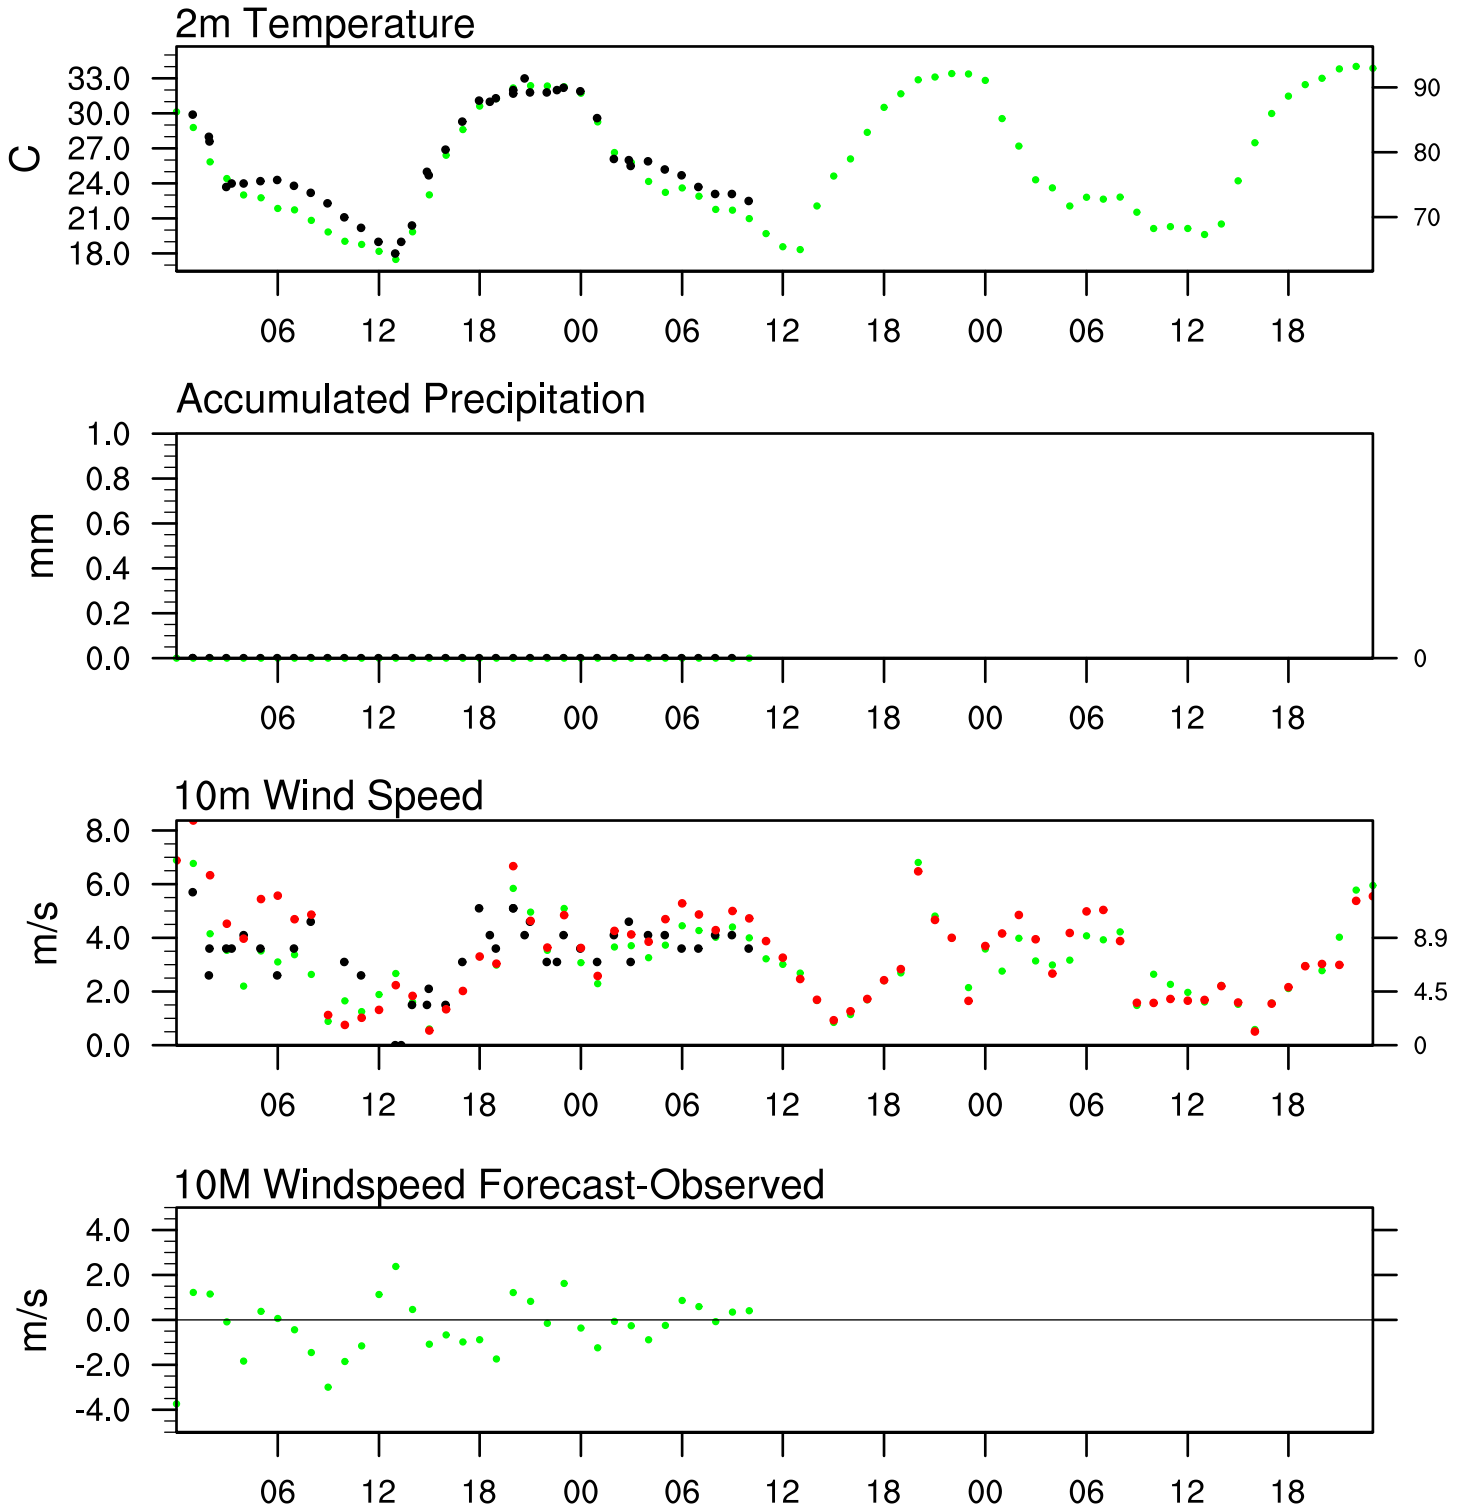 2m Temperature
33.0
30.0
27.0
24.0
21.0
18.0
C
90
80
70
06 12 18 00 06 12 18 00 06 12 18
Accumulated Precipitation
1.0
0.8
0.6
0.4
0.2
0.0
mm
0
06 12 18 00 06 12 18 00 06 12 18
10m Wind Speed
8.0
6.0
4.0
2.0
0.0
m/s
8.9
4.5
0
06 12 18 00 06 12 18 00 06 12 18
10M Windspeed Forecast-Observed
4.0
2.0
0.0
-2.0
-4.0
m/s
06 12 18 00 06 12 18 00 06 12 18